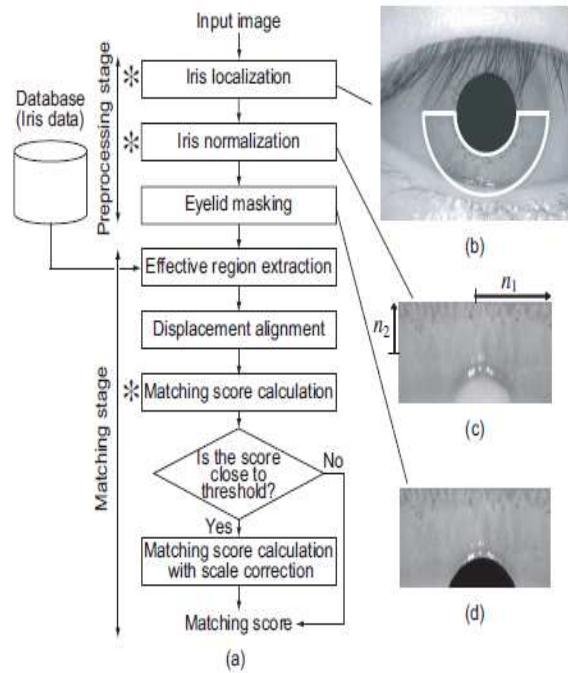 Input image
*
Iris localization
Database
(Iris data)
*
Iris normalization
Preprocessing stage
Eyelid masking
(b)
Effective region extraction
n1
n2
Displacement alignment
*
Matching score calculation
(c)
Matching stage
Is the score
close to
threshold?
No
Yes
Matching score calculation
with scale correction
(d)
Matching score
(a)